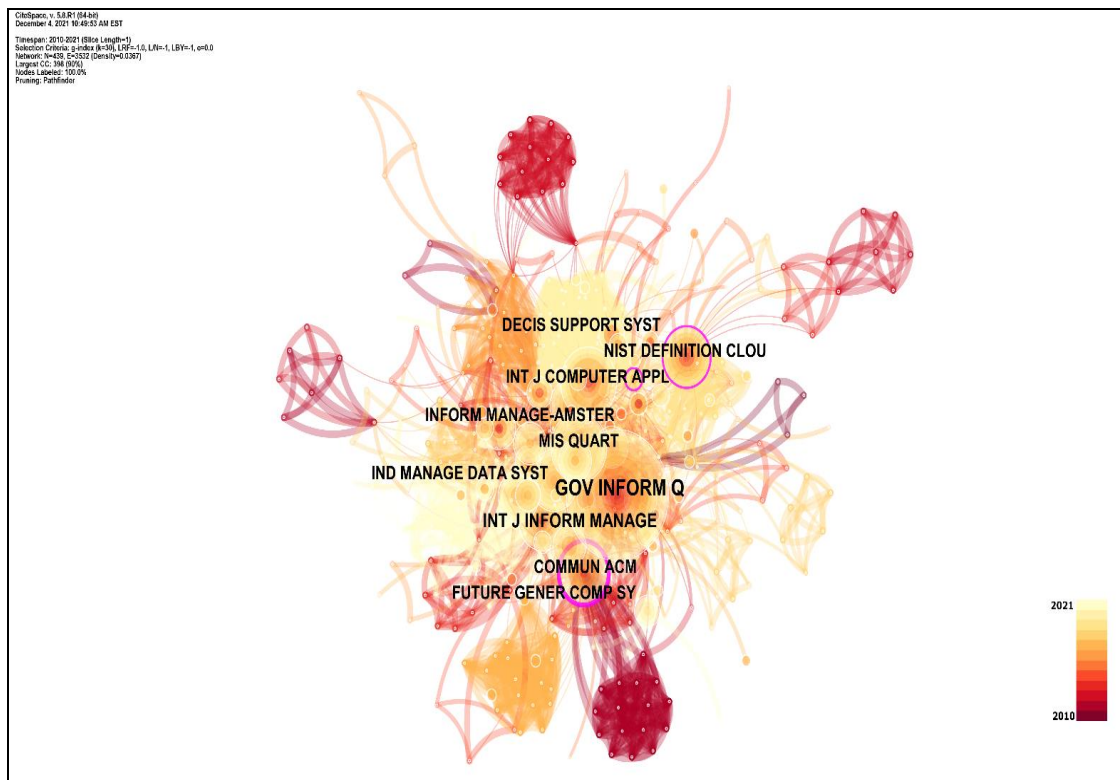 CiteSpace, v. 5.8.R1 (64-bit)
December 4, 2021 10:49:53 AM EST
Timespan: 2010-2021 (Slice Length=1)
Selection Criteria: g-index (k=30), LRF=-1.0, L/N=-1, LBY=-1, e=0.0
Network: N=439, E=3532 (Density=0.0367)
Largest CC: 396 (90%)
Nodes Labeled: 100.0%
Pruning: Pathfinder
DECIS SUPPORT SYST
NIST DEFINITION CLOU
INT J COMPUTER APPL
INFORM MANAGE-AMSTER
MIS QUART
IND MANAGE DATA SYST
GOV INFORM Q
INT J INFORM MANAGE
COMMUN ACM
FUTURE GENER COMP SY
2021
2010